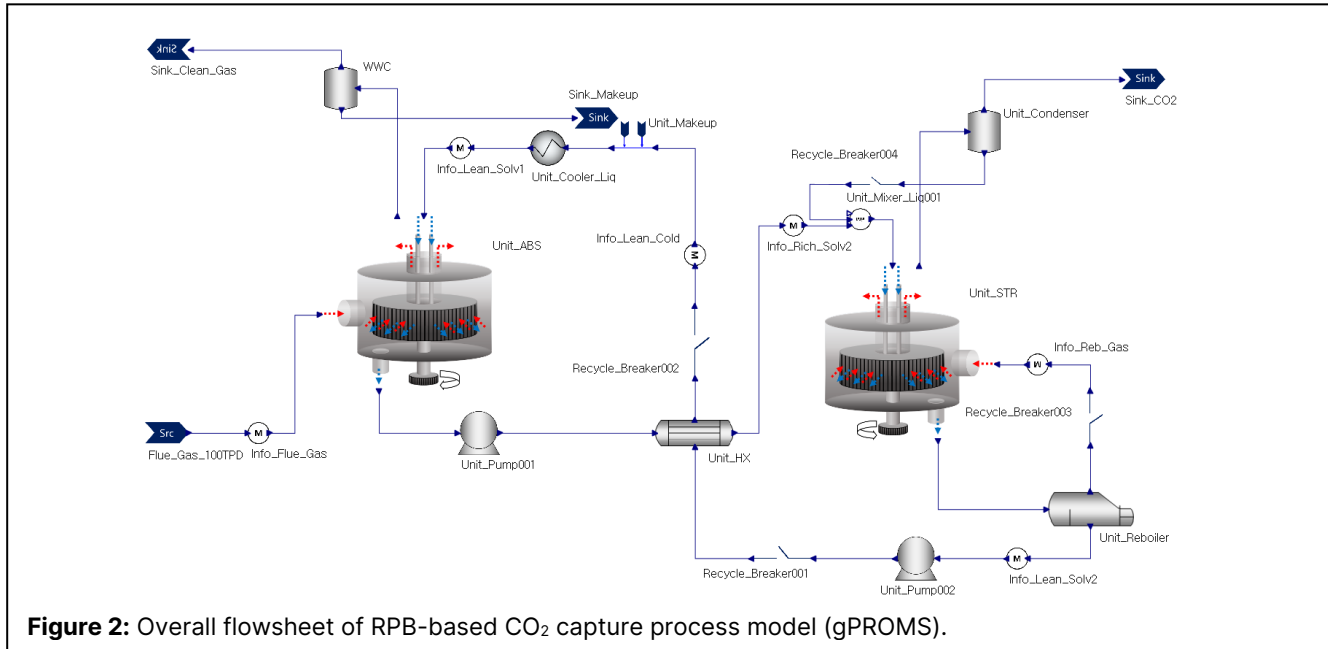 Sink
Sink_Clean_Gas
WWC
Sink_Makeup
Sink
Unit_Makeup
Sink
Sink_CO2
Unit_Condenser
M
Info_Lean_Solv1
Unit_Cooler_Liq
Recycle_Breaker004
Unit_Mixer_Liq001
M
Info_Rich_Solv2
Unit_ABS
Info_Lean_Cold
M
Unit_STR
Info_Reb_Gas
M
Recycle_Breaker002
Recycle_Breaker003
Src
Flue_Gas_100TPD
M
Info_Flue_Gas
Unit_Pump001
Unit_HX
Unit_Reboiler
Recycle_Breaker001
Unit_Pump002
M
Info_Lean_Solv2
Figure 2: Overall flowsheet of RPB-based CO₂ capture process model (gPROMS).